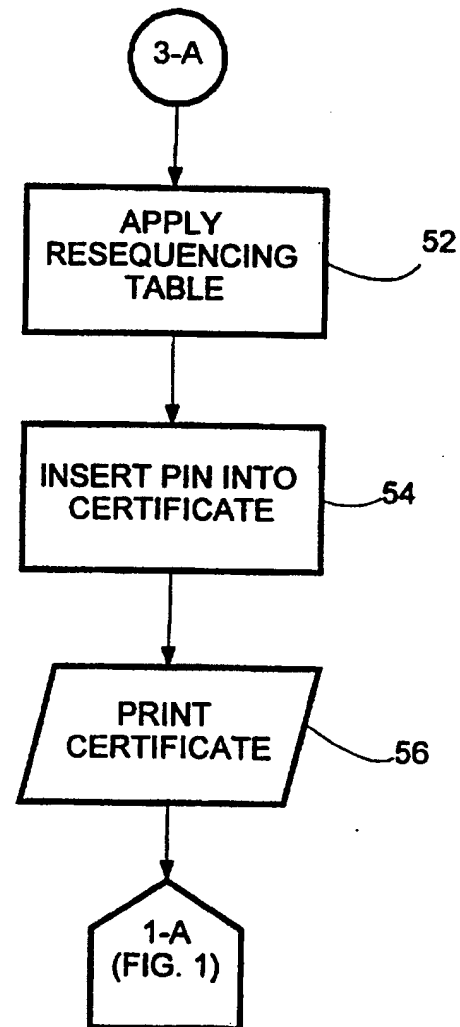 3-A
APPLY
RESEQUENCING
TABLE
52
INSERT PIN INTO
CERTIFICATE
54
PRINT
CERTIFICATE
56
1-A
(FIG. 1)